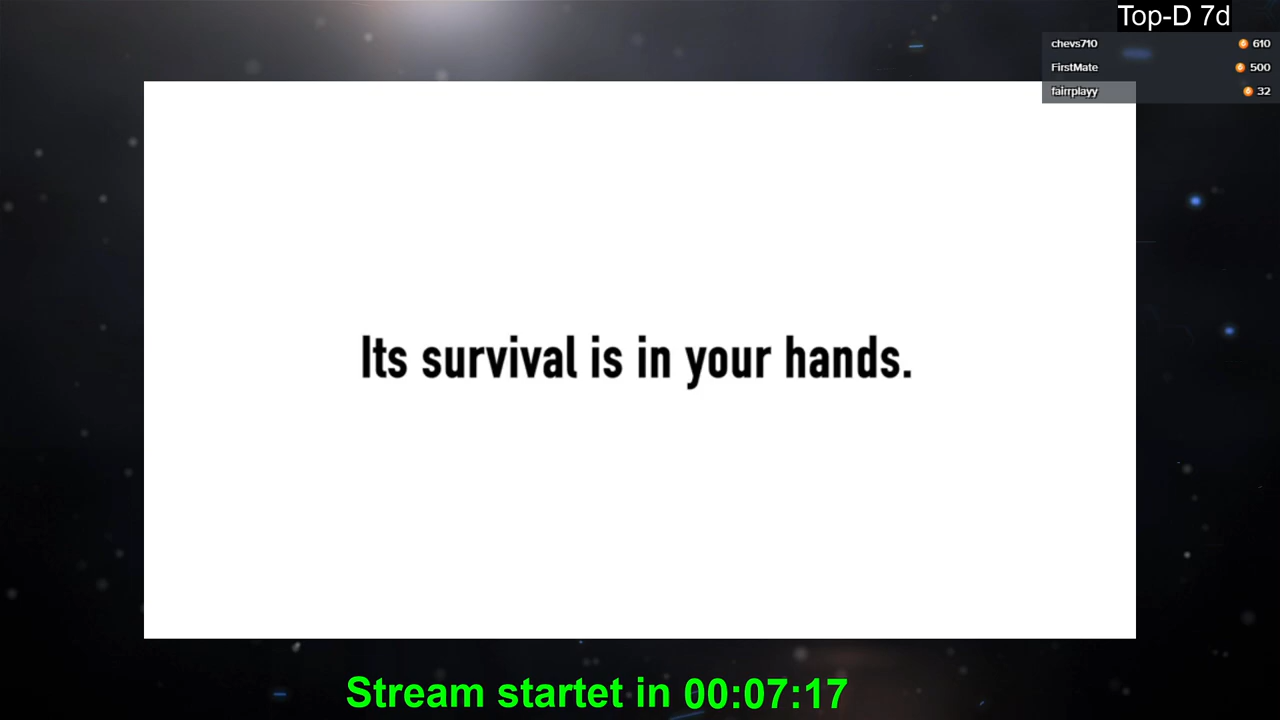 Top-D 7d
chevs710 610
FirstMate 500
fairrplayy 32
Its survival is in your hands.
Stream startet in 00:07:17